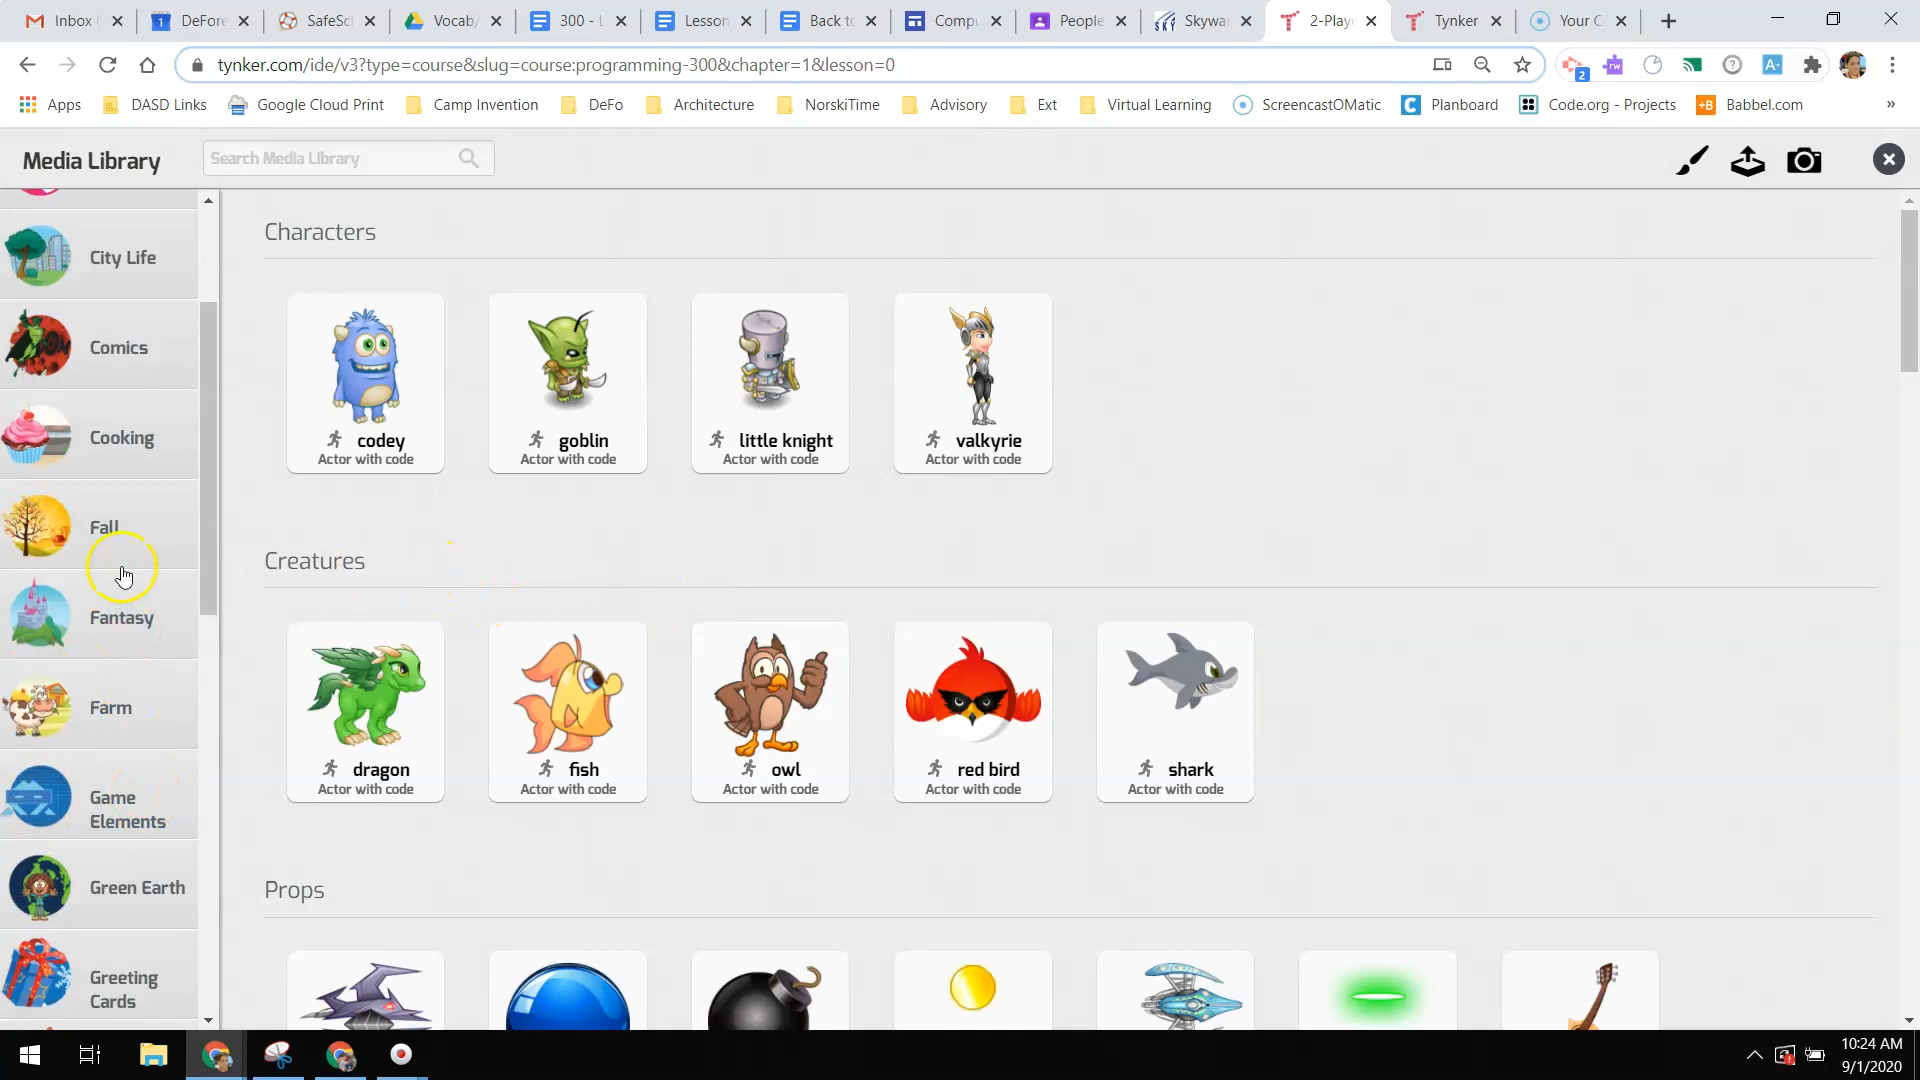 Inbox
DeFore
SafeSc
Vocab/
300 - L
Lesson
Back to
Compu
People
Skywar
2-Playe
Tynker
Your C
tynker.com/ide/v3?type=course&slug=course:programming-300&chapter=1&lesson=0
Apps
DASD Links
Google Cloud Print
Camp Invention
DeFo
Architecture
NorskiTime
Advisory
Ext
Virtual Learning
ScreencastOMatic
Planboard
Code.org - Projects
Babbel.com
»
Media Library
Search Media Library
City Life
Comics
Cooking
Fall
Fantasy
Farm
Game
Elements
Green Earth
Greeting
Cards
Characters
codey
Actor with code
goblin
Actor with code
little knight
Actor with code
valkyrie
Actor with code
Creatures
dragon
Actor with code
fish
Actor with code
owl
Actor with code
red bird
Actor with code
shark
Actor with code
Props
10:24 AM
9/1/2020